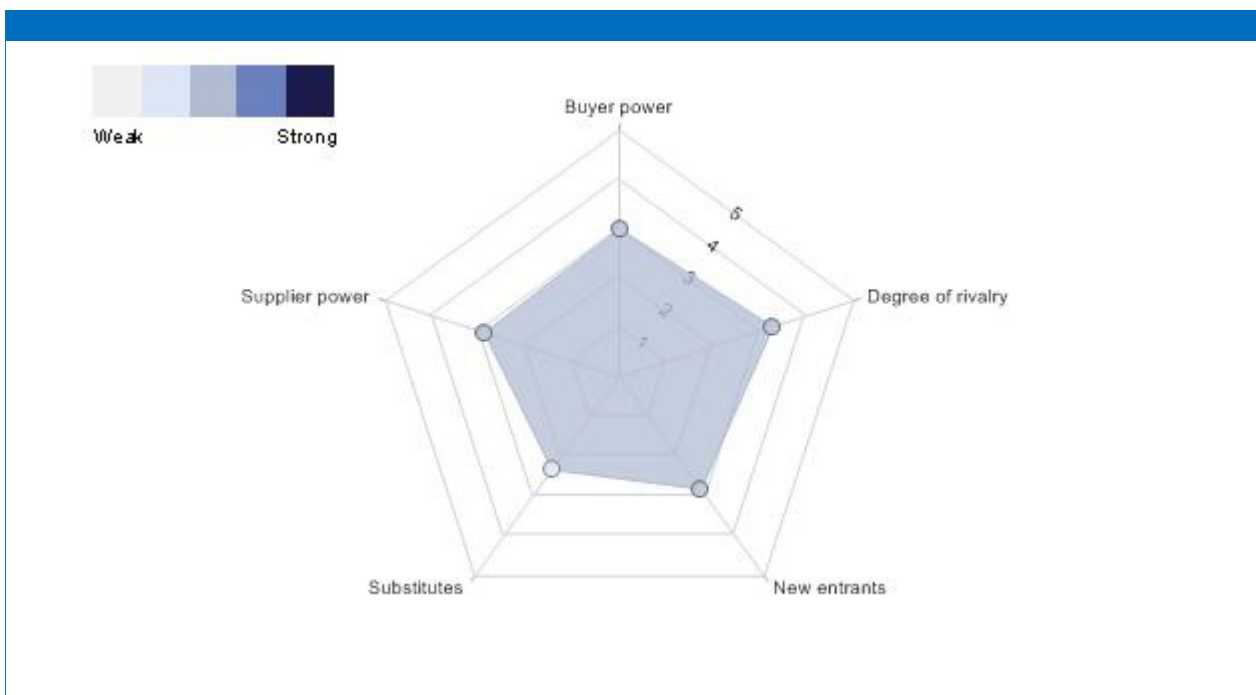 Weak
Strong
Buyer power
5
4
3
2
1
Supplier power
Degree of rivalry
Substitutes
New entrants